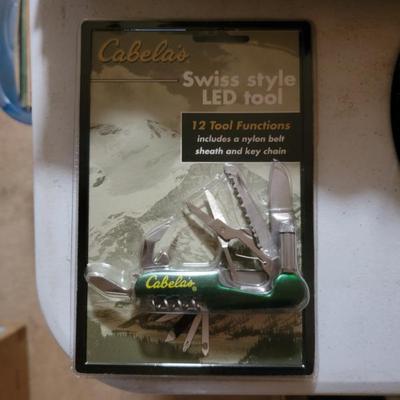 Cabela's
Swiss style
LED tool
12 Tool Functions
includes a nylon belt
sheath and key chain
Cabela's